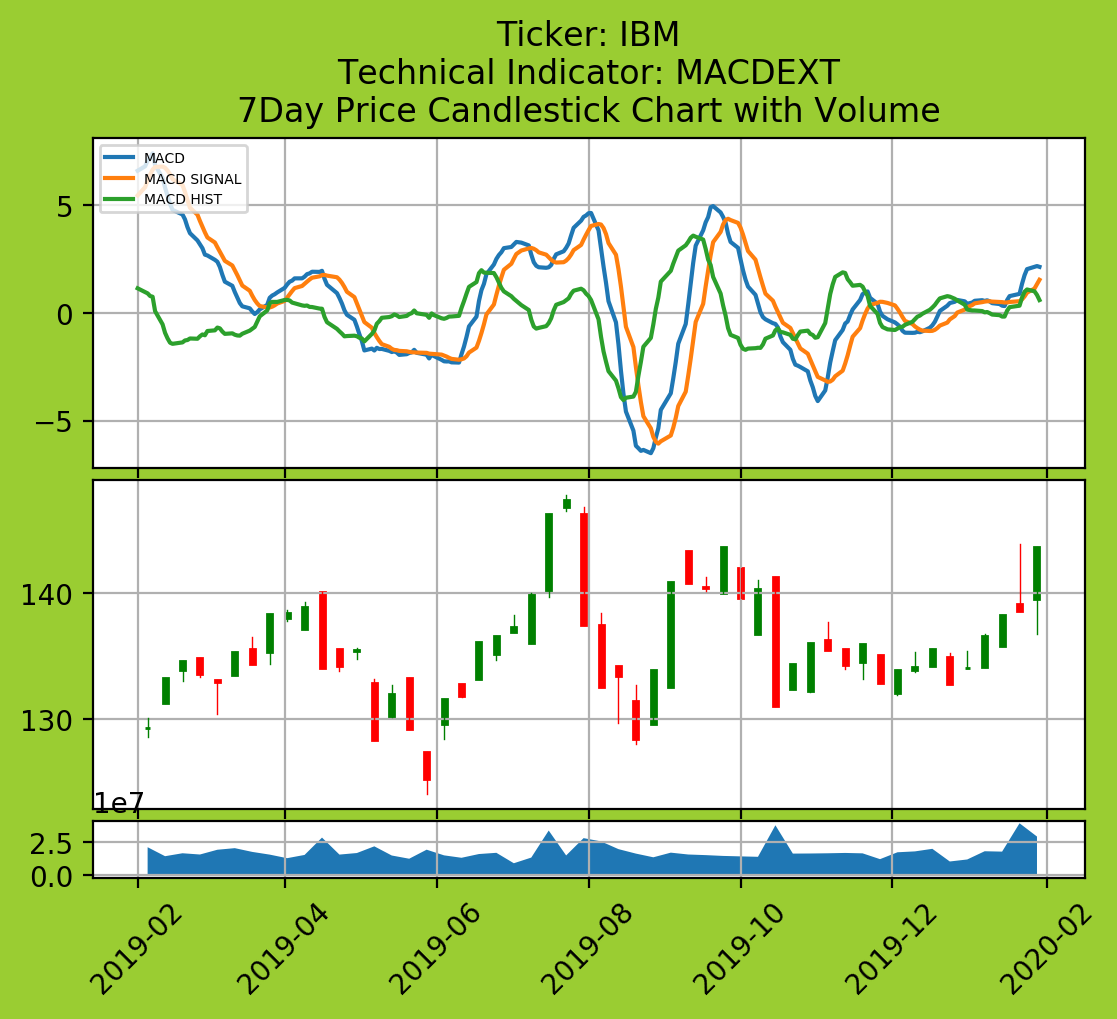 Ticker: IBM
Technical Indicator: MACDEXT
7Day Price Candlestick Chart with Volume
MACD
MACD SIGNAL
MACD HIST
5
0
−5
140
130
1e7
2.5
0.0
2019-02
2019-04
2019-06
2019-08
2019-10
2019-12
2020-02